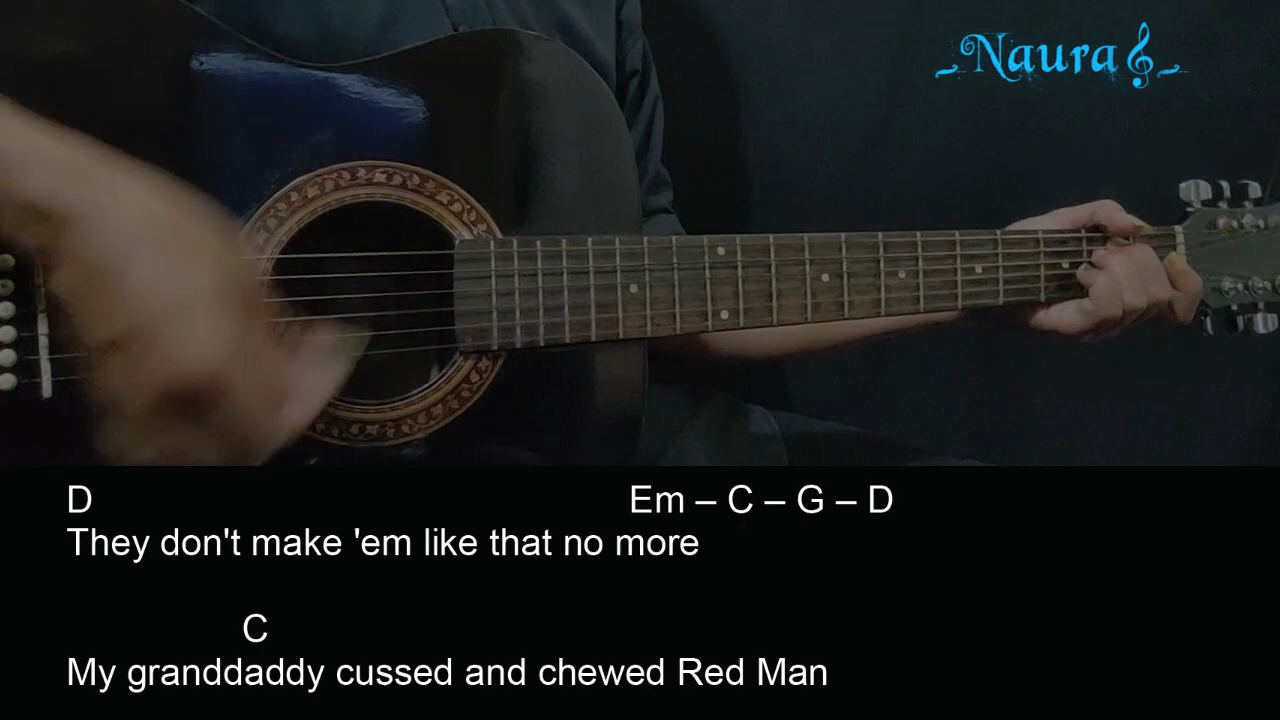 Naura
D Em – C – G – D
They don't make 'em like that no more
C
My granddaddy cussed and chewed Red Man